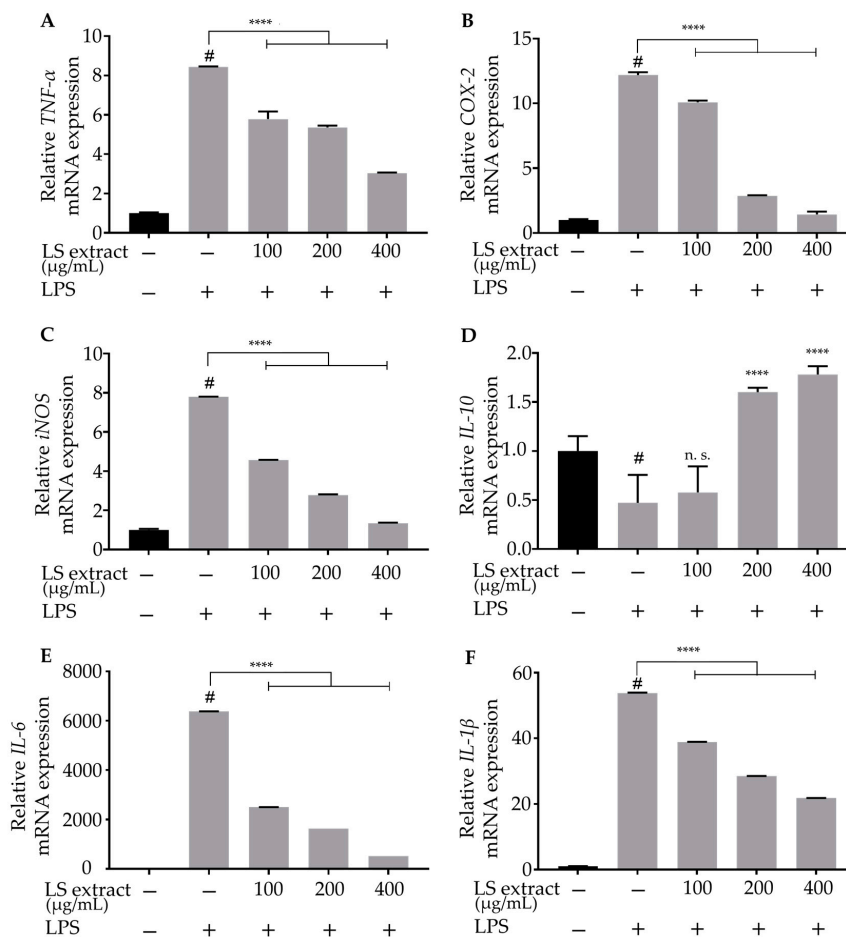 A
Relative TNF-α
mRNA expression
10
8
6
4
2
0
****
#
LS extract – – 100 200 400
(µg/mL)
LPS – + + + +
B
Relative COX-2
mRNA expression
15
10
5
0
****
#
LS extract – – 100 200 400
(µg/mL)
LPS – + + + +
C
Relative iNOS
mRNA expression
10
8
6
4
2
0
****
#
LS extract – – 100 200 400
(µg/mL)
LPS – + + + +
D
Relative IL-10
mRNA expression
2.0
1.5
1.0
0.5
0.0
#
n. s.
****
****
LS extract – – 100 200 400
(µg/mL)
LPS – + + + +
E
Relative IL-6
mRNA expression
8000
6000
4000
2000
0
****
#
LS extract – – 100 200 400
(µg/mL)
LPS – + + + +
F
Relative IL-1β
mRNA expression
60
40
20
0
****
#
LS extract – – 100 200 400
(µg/mL)
LPS – + + + +